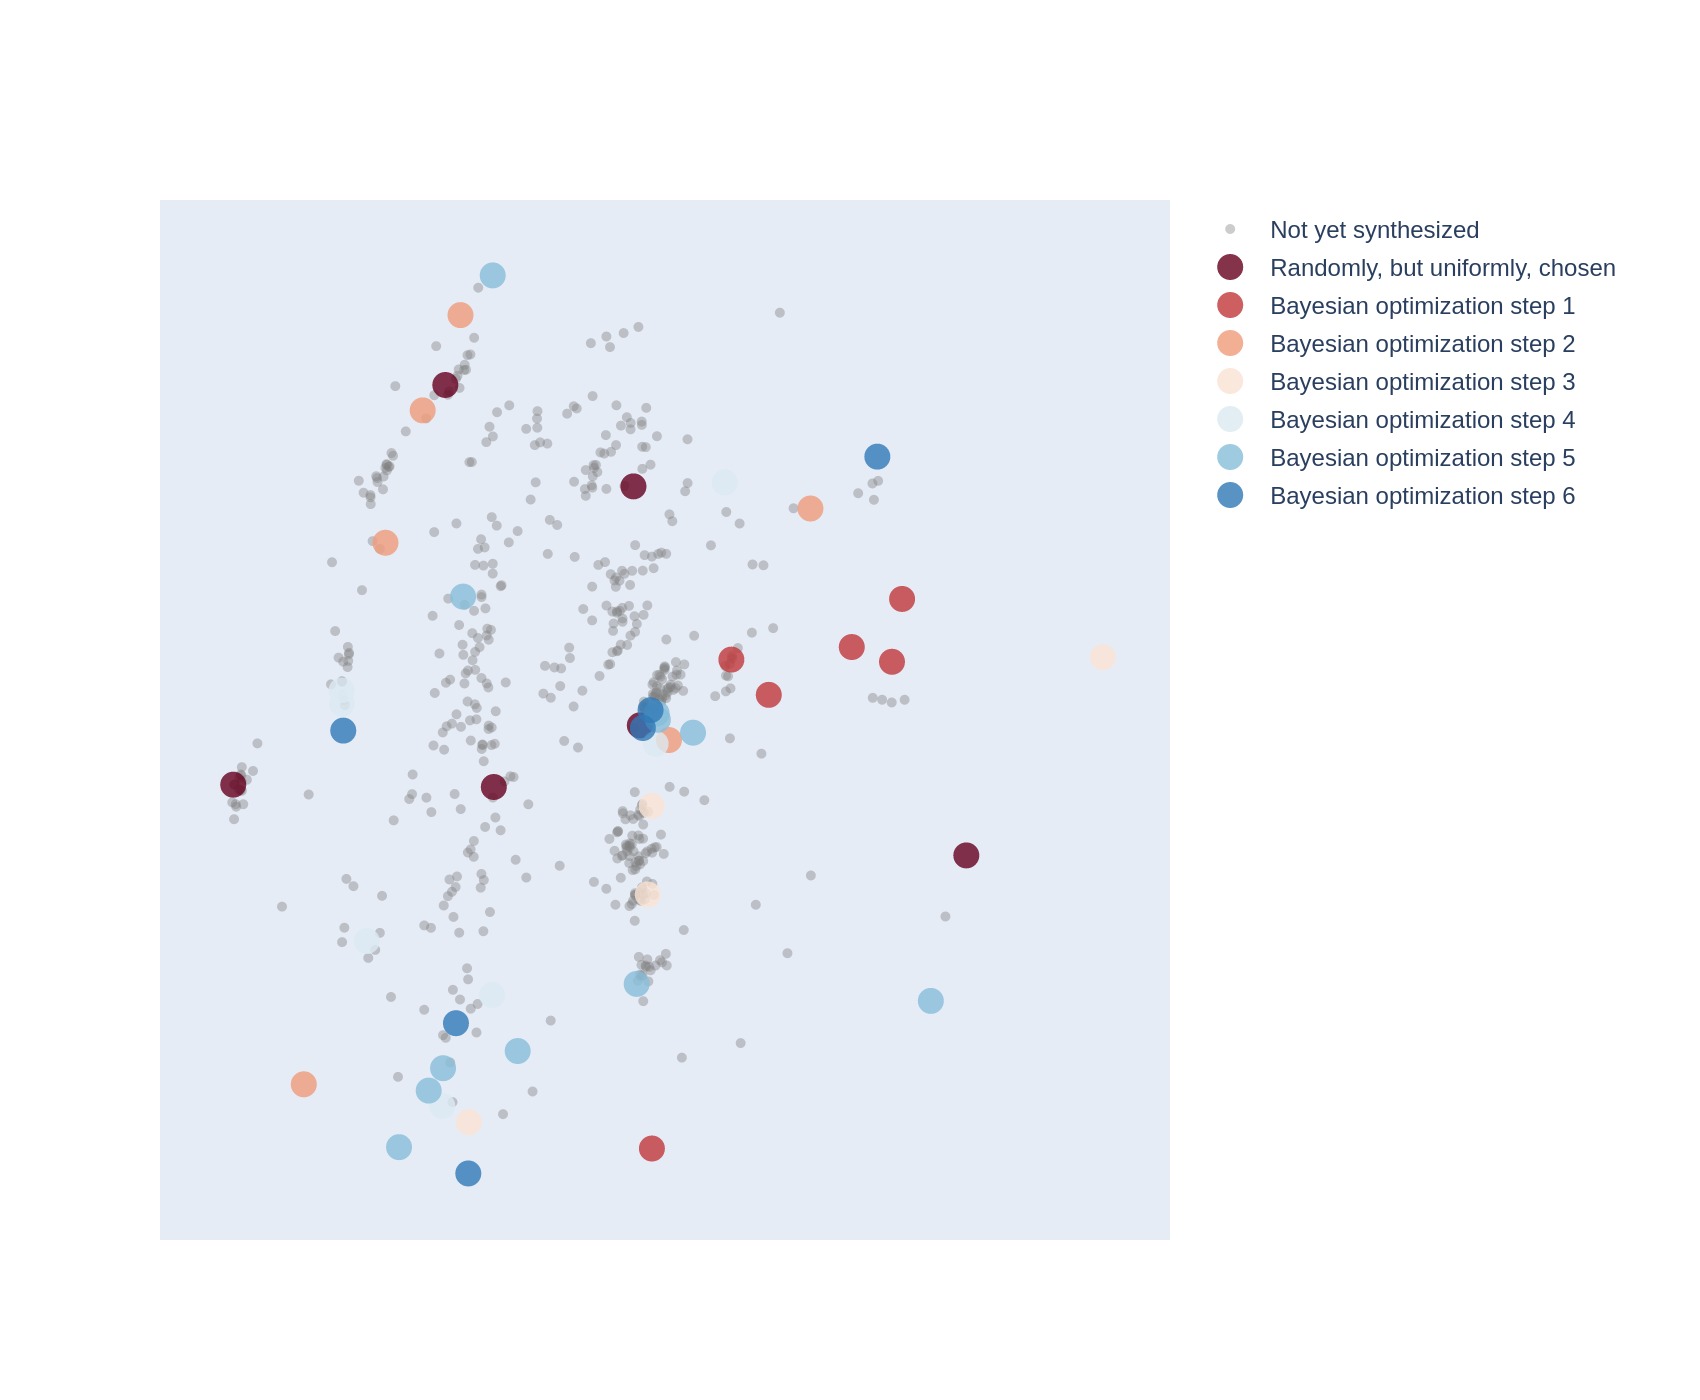 Not yet synthesized
Randomly, but uniformly, chosen
Bayesian optimization step 1
Bayesian optimization step 2
Bayesian optimization step 3
Bayesian optimization step 4
Bayesian optimization step 5
Bayesian optimization step 6